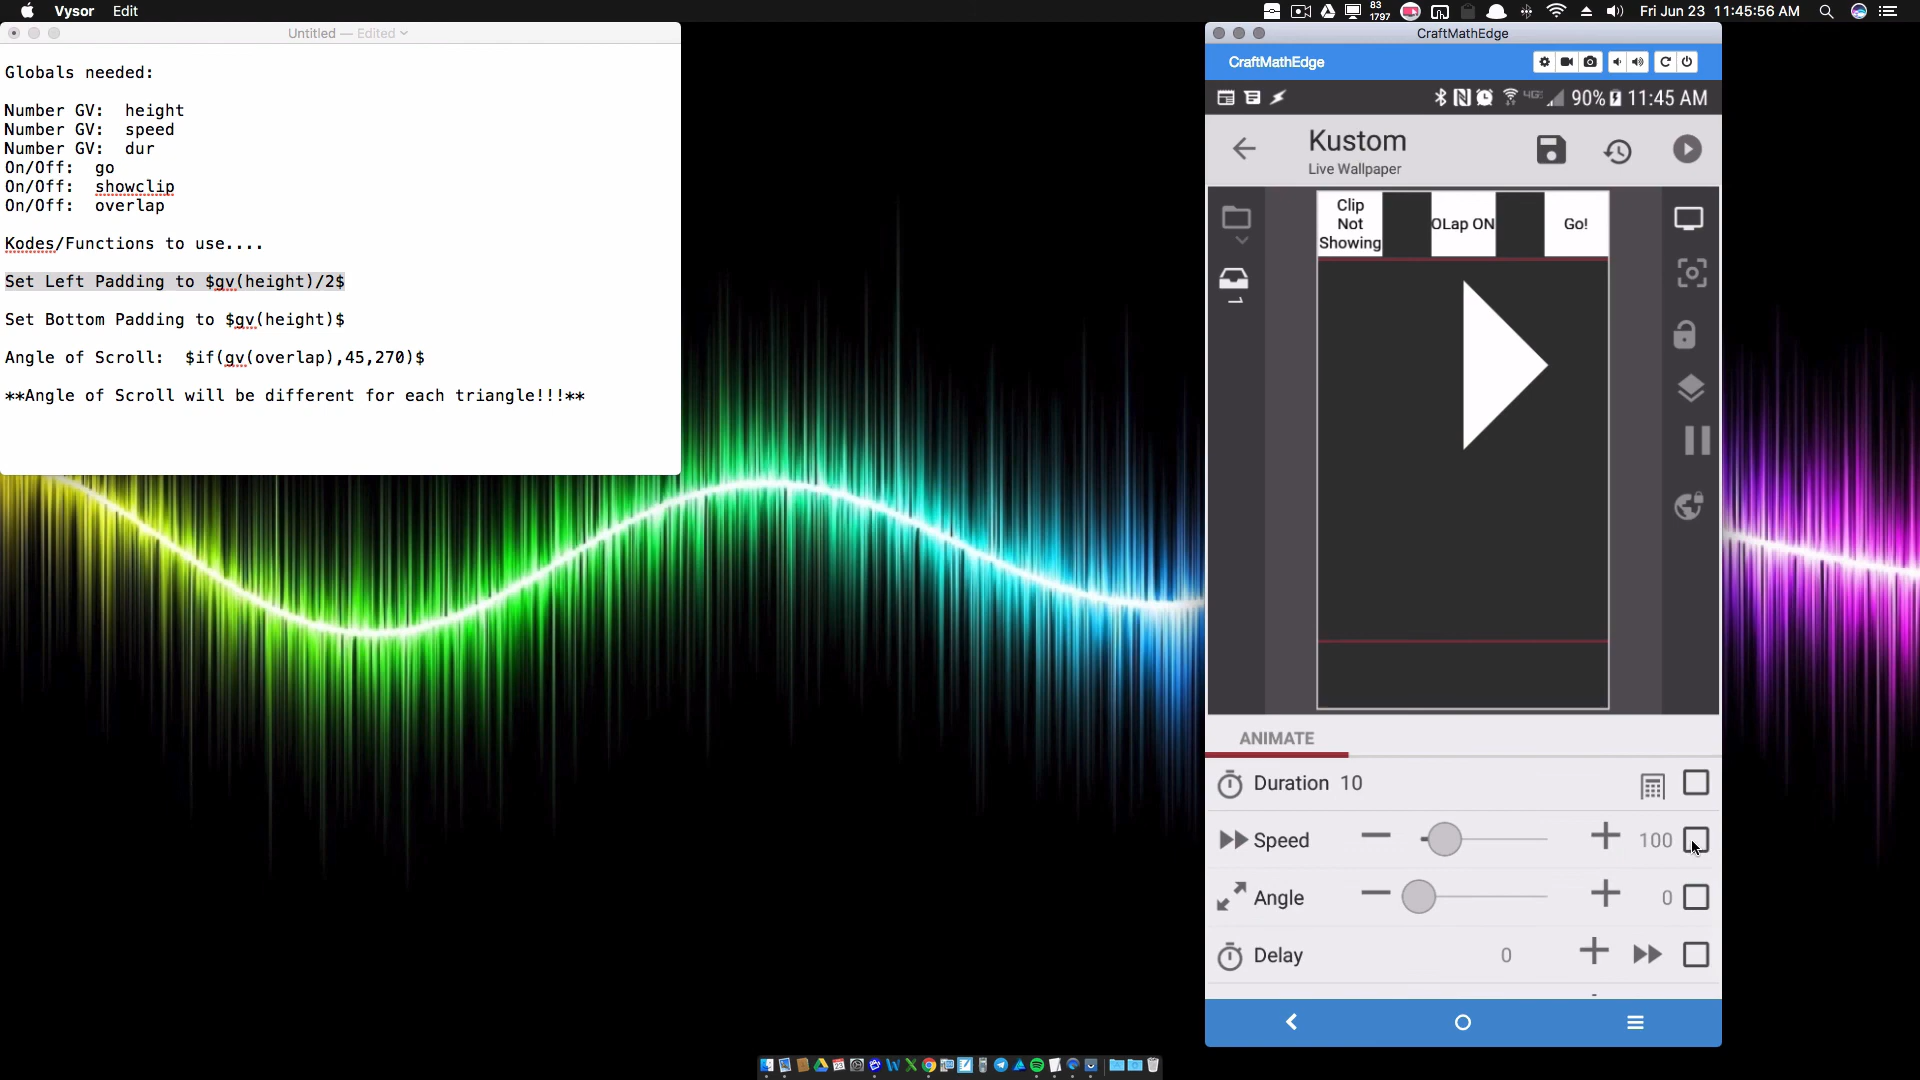 Vysor Edit
83
1797
Fri Jun 23 11:45:56 AM
Untitled — Edited
Globals needed:
Number GV: height
Number GV: speed
Number GV: dur
On/Off: go
On/Off: showclip
On/Off: overlap
Kodes/Functions to use....
Set Left Padding to $gv(height)/2$
Set Bottom Padding to $gv(height)$
Angle of Scroll: $if(gv(overlap),45,270)$
**Angle of Scroll will be different for each triangle!!!**
CraftMathEdge
CraftMathEdge
90% 11:45 AM
Kustom
Live Wallpaper
Clip
Not
Showing
OLap ON
Go!
1
ANIMATE
Duration 10
Speed 100
Angle 0
Delay 0